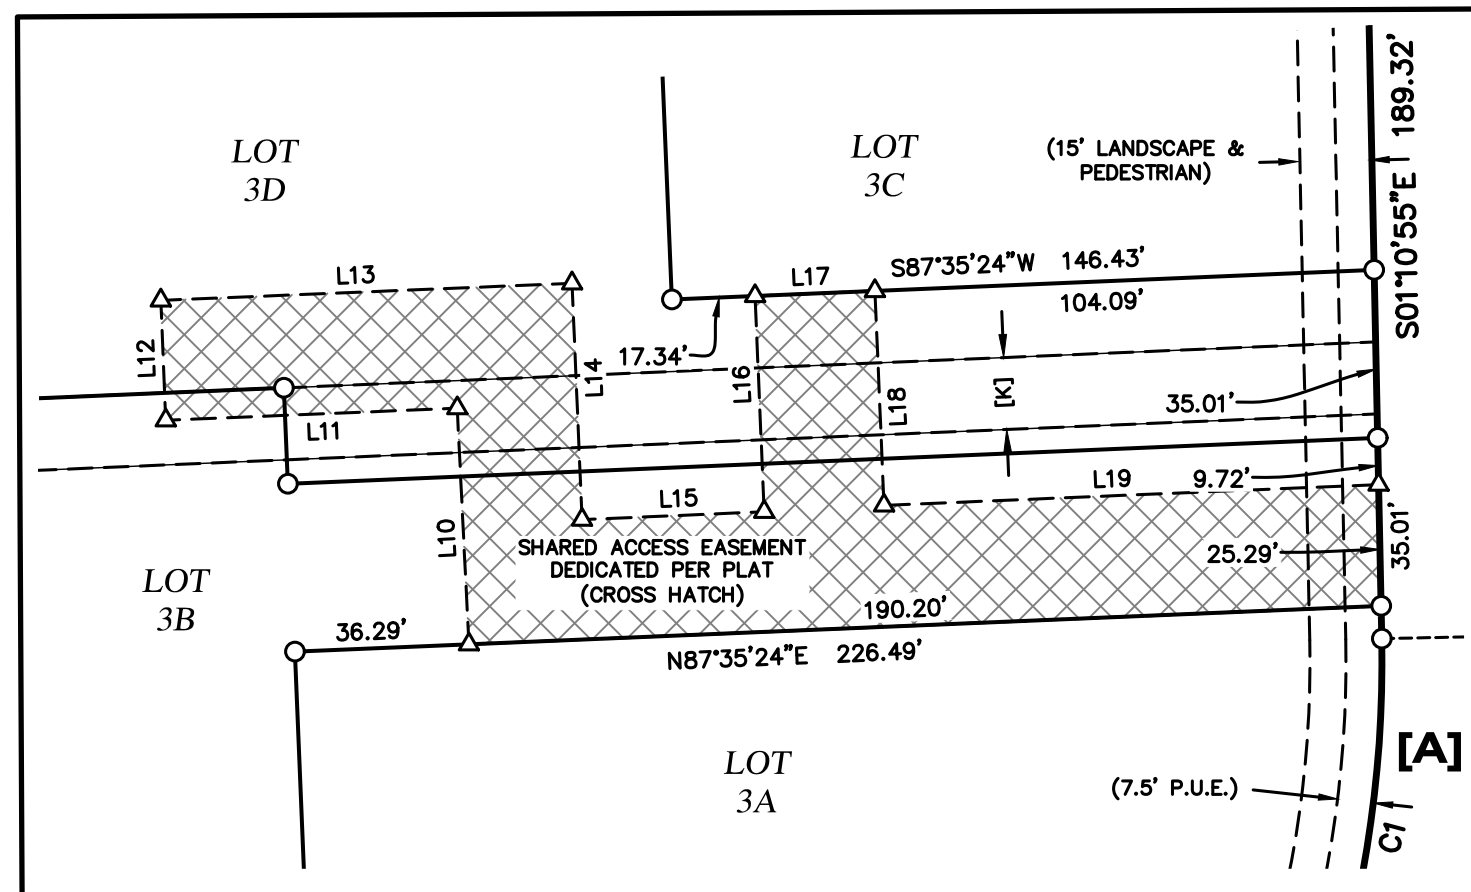 LOT
3D
LOT
3C
(15' LANDSCAPE &
PEDESTRIAN)
S01°10'55"E 189.32'
L13
L17
S87°35'24"W 146.43'
104.09'
L12
17.34'
L14
L16
L18
[K]
35.01'
L11
L15
L19
9.72'
L10
SHARED ACCESS EASEMENT
DEDICATED PER PLAT
(CROSS HATCH)
25.29'
35.01'
LOT
3B
190.20'
36.29'
N87°35'24"E 226.49'
LOT
3A
[A]
(7.5' P.U.E.)
C1